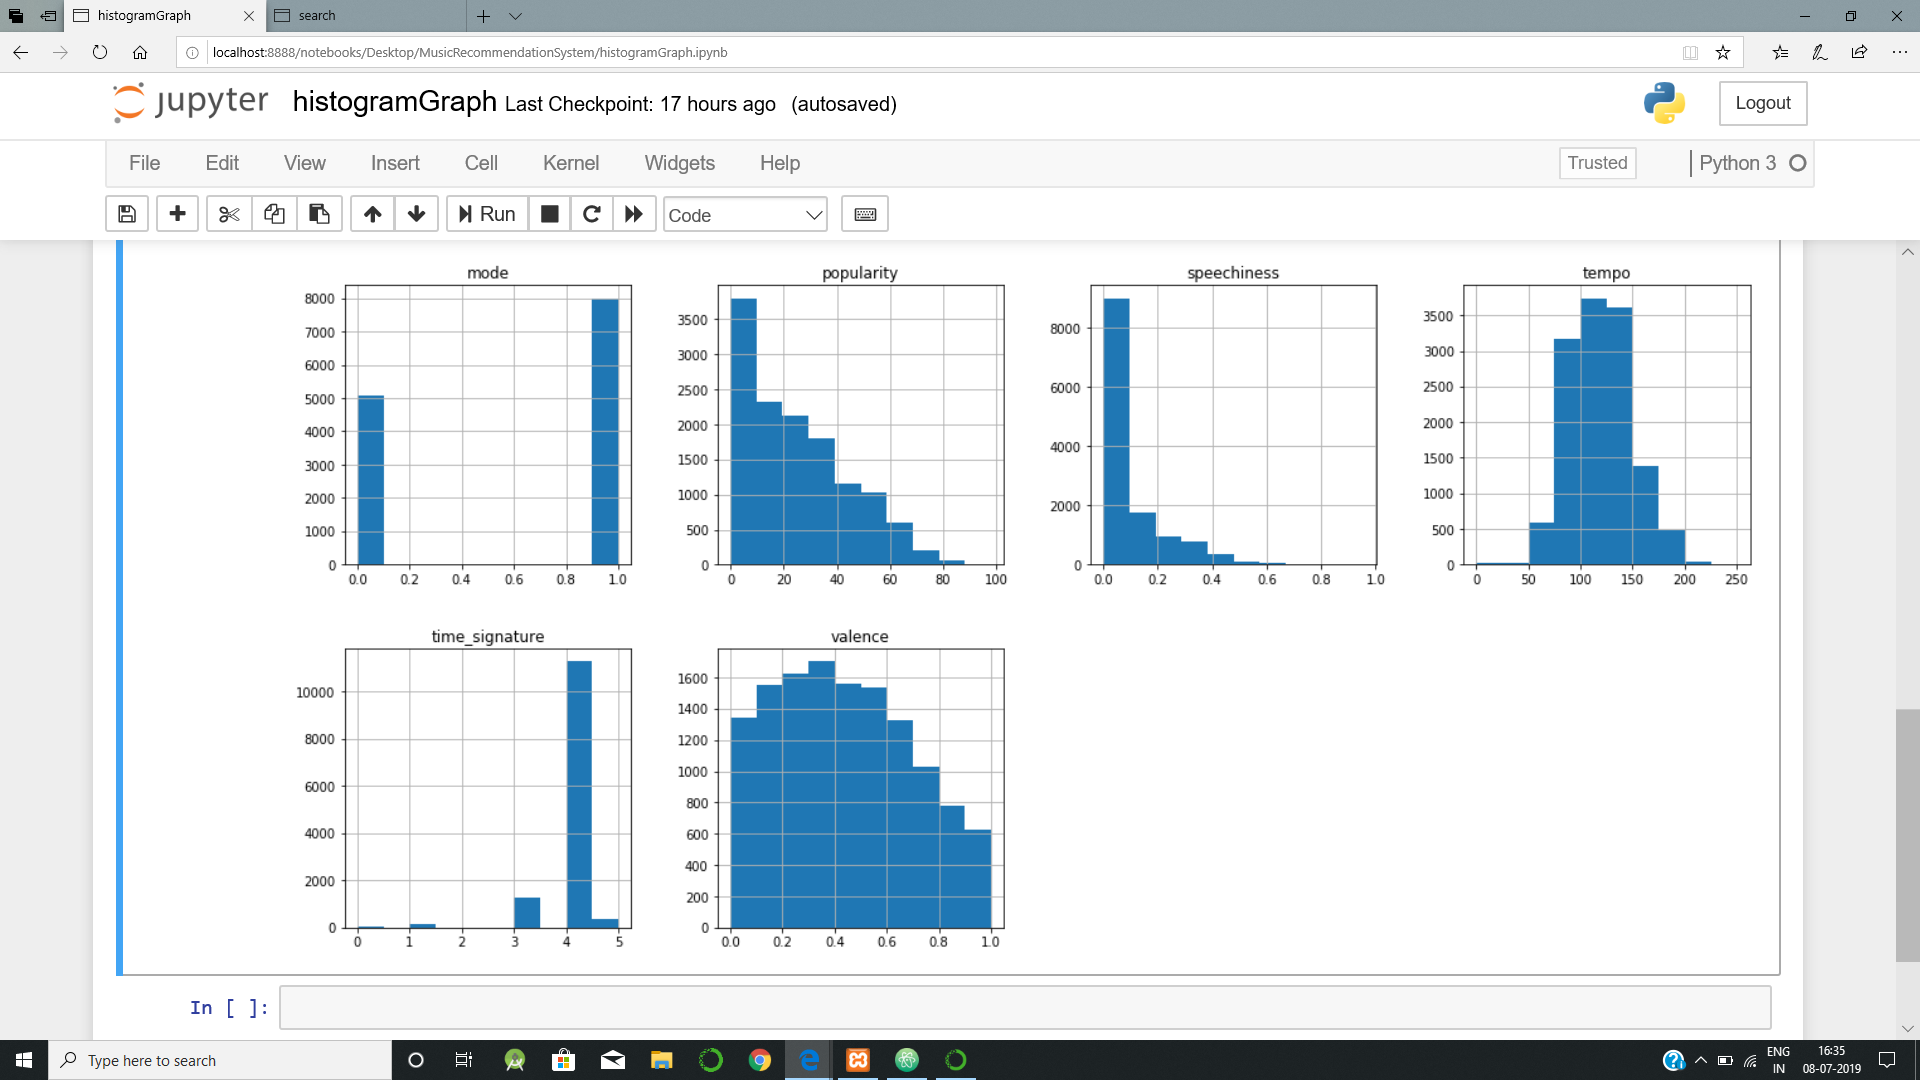 histogramGraph
search
localhost:8888/notebooks/Desktop/MusicRecommendationSystem/histogramGraph.ipynb
jupyter histogramGraph Last Checkpoint: 17 hours ago (autosaved)
Logout
File Edit View Insert Cell Kernel Widgets Help
Trusted
Python 3
Run
Code
mode
8000
7000
6000
5000
4000
3000
2000
1000
0
0.0 0.2 0.4 0.6 0.8 1.0
popularity
3500
3000
2500
2000
1500
1000
500
0
0 20 40 60 80 100
speechiness
8000
6000
4000
2000
0
0.0 0.2 0.4 0.6 0.8 1.0
tempo
3500
3000
2500
2000
1500
1000
500
0
0 50 100 150 200 250
time_signature
10000
8000
6000
4000
2000
0
0 1 2 3 4 5
valence
1600
1400
1200
1000
800
600
400
200
0
0.0 0.2 0.4 0.6 0.8 1.0
In [ ]:
Type here to search
ENG
IN
16:35
08-07-2019